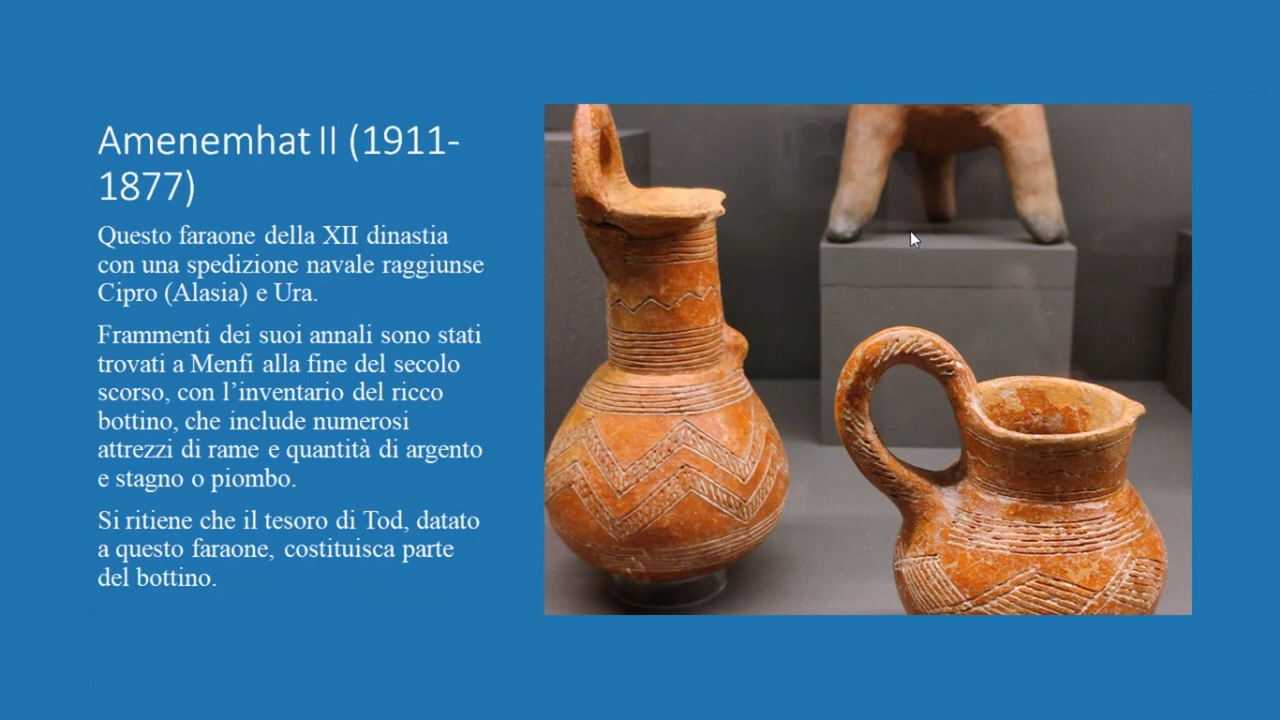 Amenemhat II (1911-
1877)
Questo faraone della XII dinastia
con una spedizione navale raggiunse
Cipro (Alasia) e Ura.
Frammenti dei suoi annali sono stati
trovati a Menfi alla fine del secolo
scorso, con l’inventario del ricco
bottino, che include numerosi
attrezzi di rame e quantità di argento
e stagno o piombo.
Si ritiene che il tesoro di Tod, datato
a questo faraone, costituisca parte
del bottino.